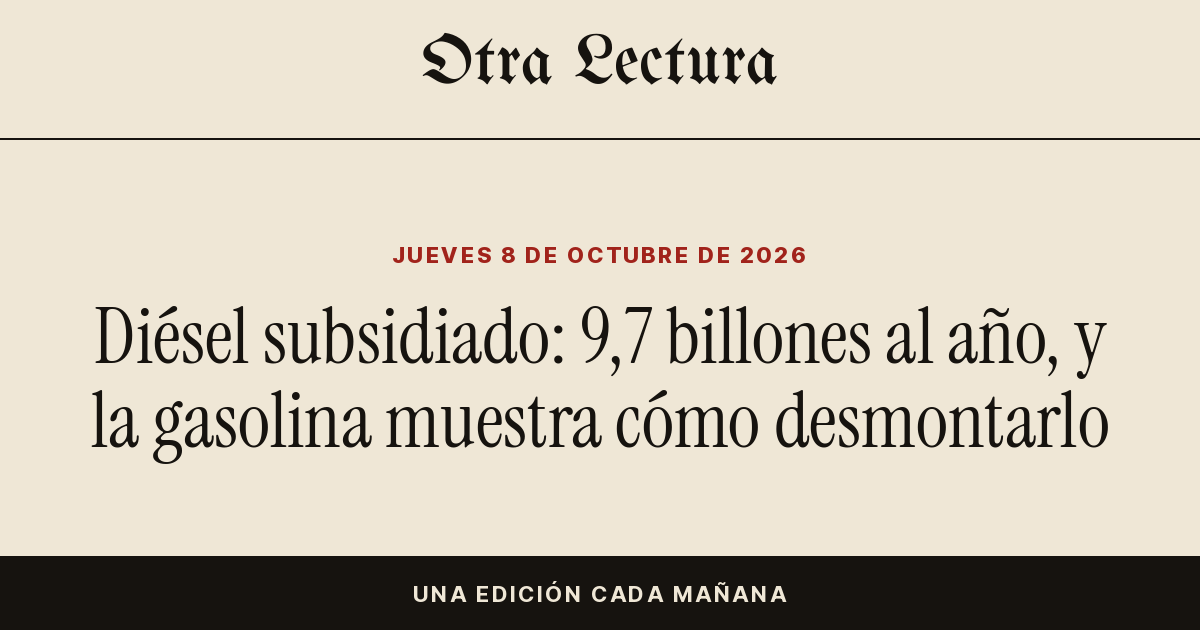 Otra Lectura
JUEVES 8 DE OCTUBRE DE 2026
Diésel subsidiado: 9,7 billones al año, y
la gasolina muestra cómo desmontarlo
UNA EDICIÓN CADA MAÑANA